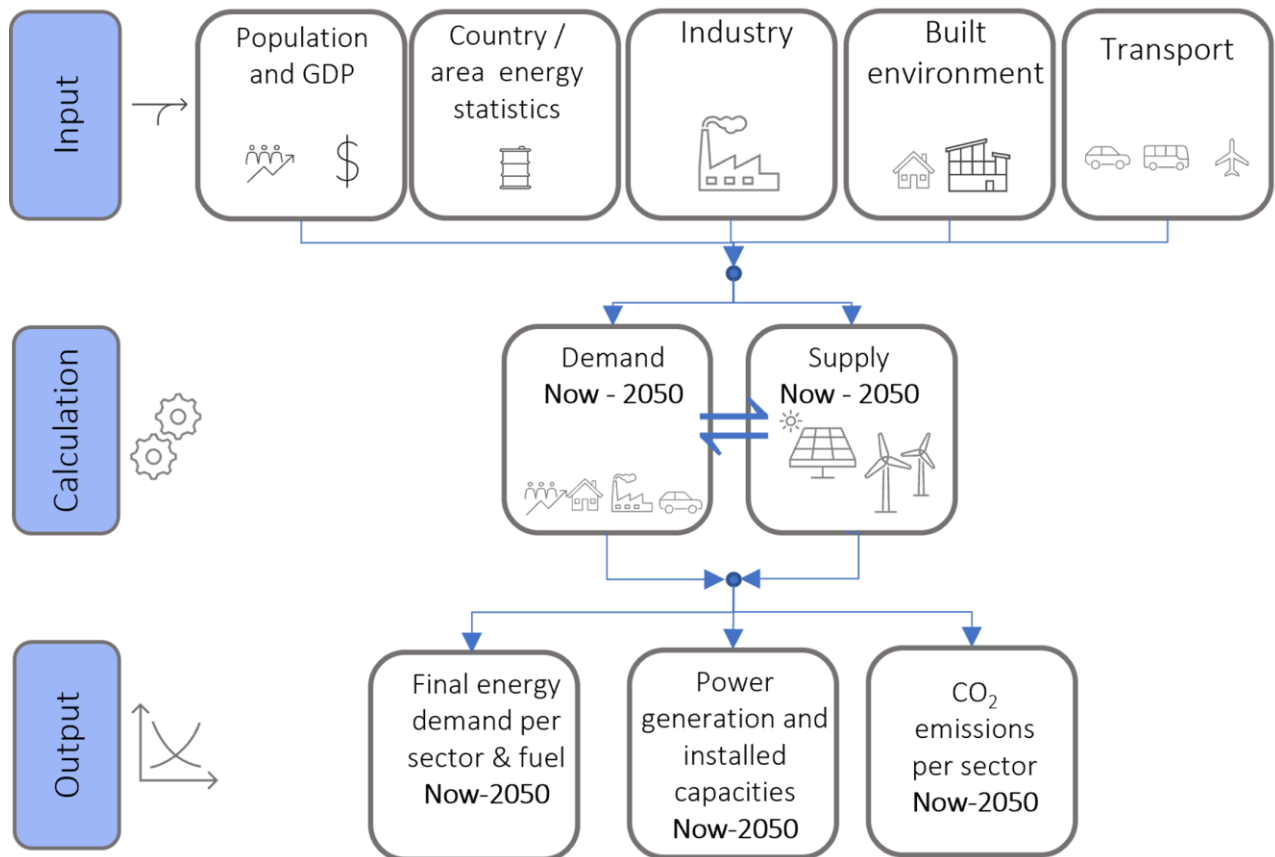 Input
Population
and GDP
$
Country /
area energy
statistics
Industry
Built
environment
Transport
Calculation
Demand
Now - 2050
Supply
Now - 2050
Output
Final energy
demand per
sector & fuel
Now-2050
Power
generation and
installed
capacities
Now-2050
CO₂
emissions
per sector
Now-2050